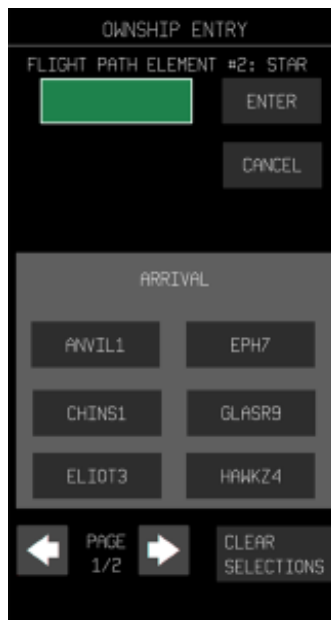 OWNSHIP ENTRY
FLIGHT PATH ELEMENT #2: STAR
ENTER
CANCEL
ARRIVAL
ANVIL1 EPH7
CHINS1 GLASR9
ELIOT3 HAWKZ4
PAGE
1/2
CLEAR
SELECTIONS